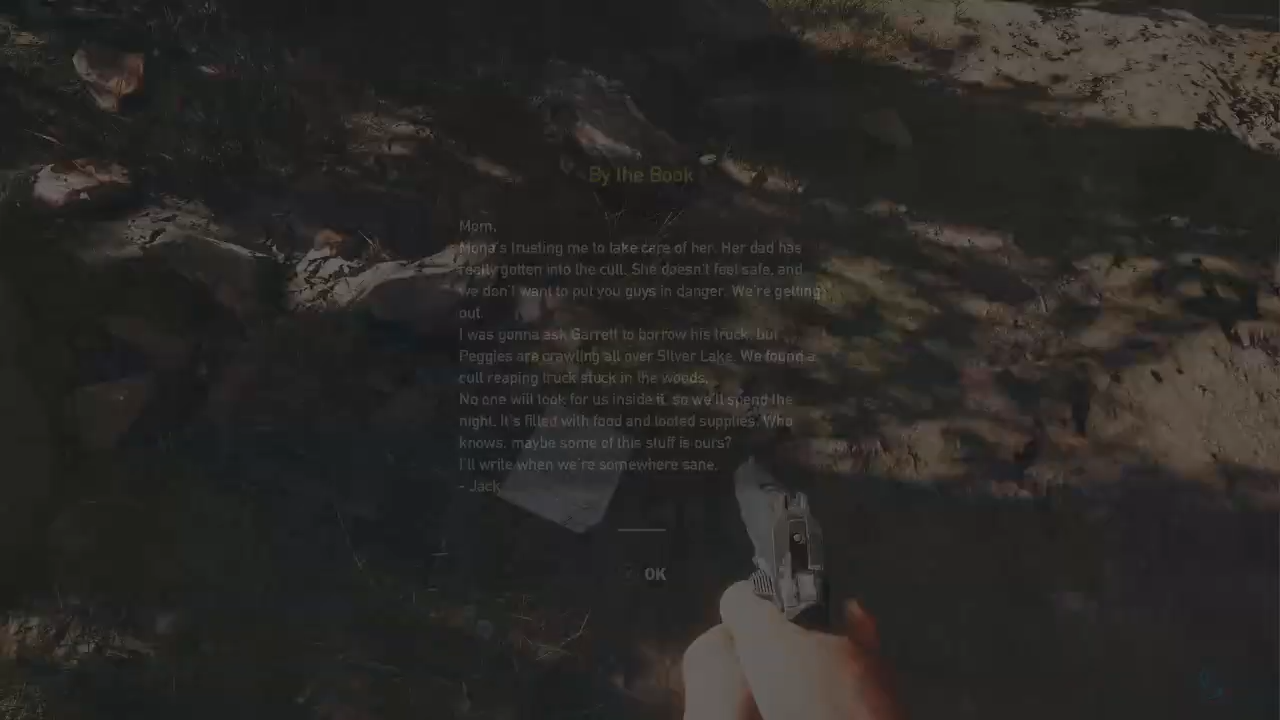 By the Book
Mom,
Mona's trusting me to take care of her. Her dad has
really gotten into the cult. She doesn't feel safe, and
we don't want to put you guys in danger. We're getting
out.
I was gonna ask Garrett to borrow his truck, but
Peggies are crawling all over Silver Lake. We found a
cult reaping truck stuck in the woods.
No one will look for us inside it, so we'll spend the
night. It's filled with food and looted supplies. Who
knows, maybe some of this stuff is ours?
I'll write when we're somewhere sane.
- Jack
OK